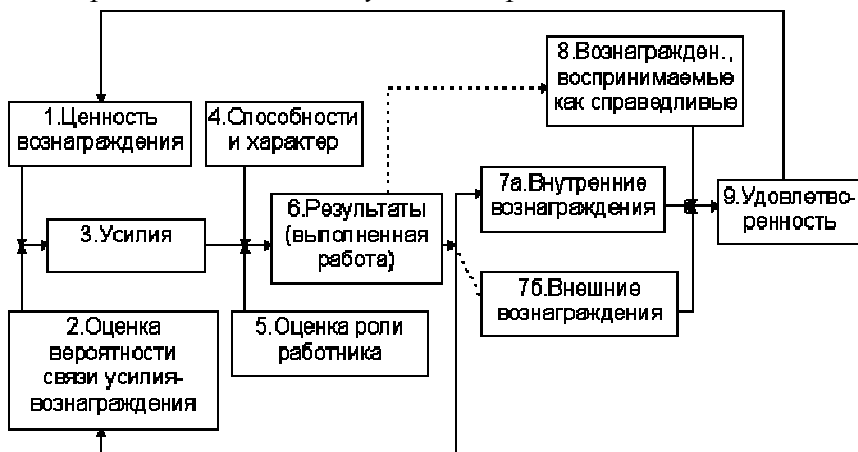 8.Вознагражден.,
воспринимаемые
как справедливые
1.Ценность
вознаграждения
4.Способности
и характер
7а.Внутренние
вознаграждения
9.Удовлетво-
ренность
3.Усилия
6.Результаты
(выполненная
работа)
7б.Внешние
вознаграждения
2.Оценка
вероятности
связи усилия-
вознаграждения
5.Оценка роли
работника